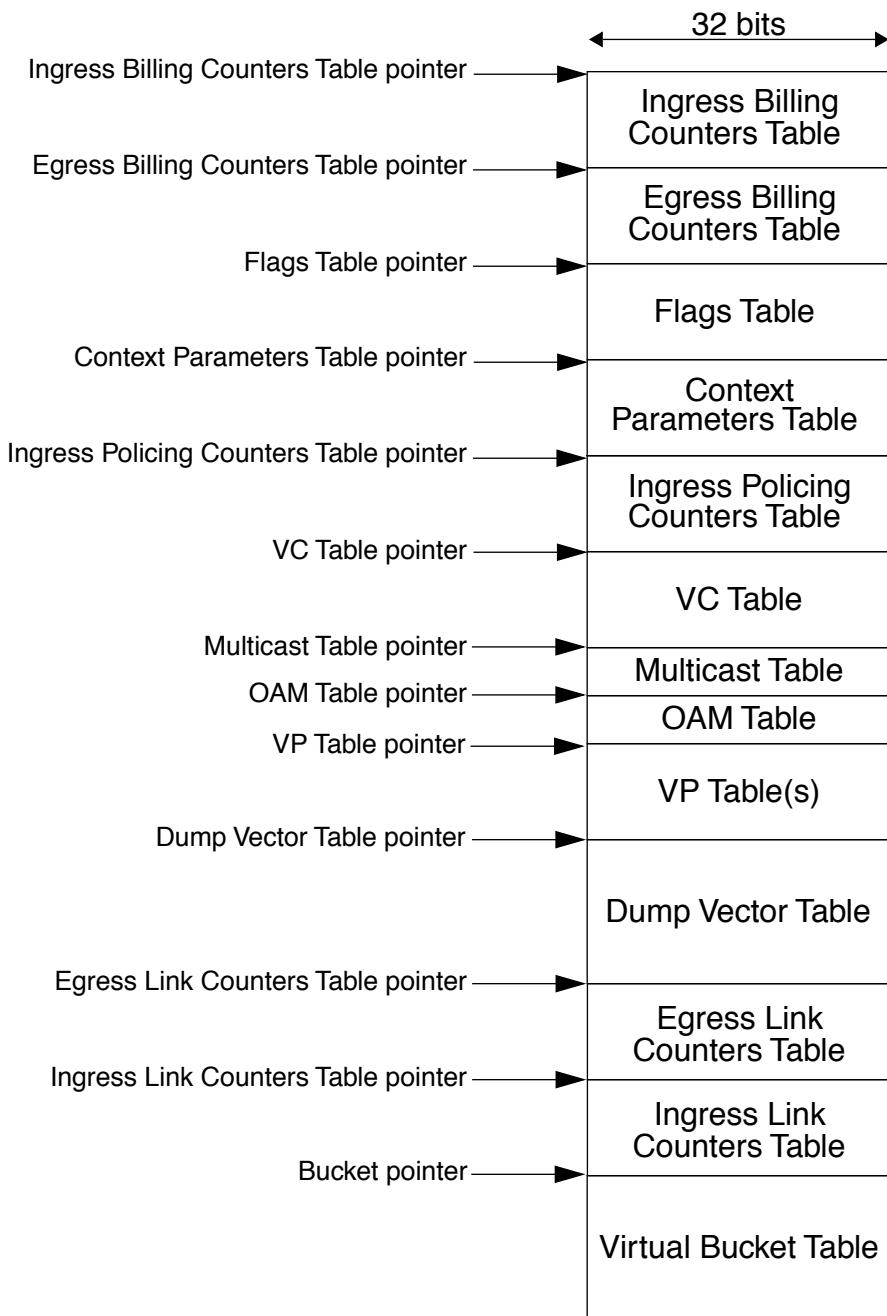 32 bits
Ingress Billing Counters Table pointer
Ingress Billing
Counters Table
Egress Billing Counters Table pointer
Egress Billing
Counters Table
Flags Table pointer
Flags Table
Context Parameters Table pointer
Context
Parameters Table
Ingress Policing Counters Table pointer
Ingress Policing
Counters Table
VC Table pointer
VC Table
Multicast Table pointer
Multicast Table
OAM Table pointer
OAM Table
VP Table pointer
VP Table(s)
Dump Vector Table pointer
Dump Vector Table
Egress Link Counters Table pointer
Egress Link
Counters Table
Ingress Link Counters Table pointer
Ingress Link
Counters Table
Bucket pointer
Virtual Bucket Table